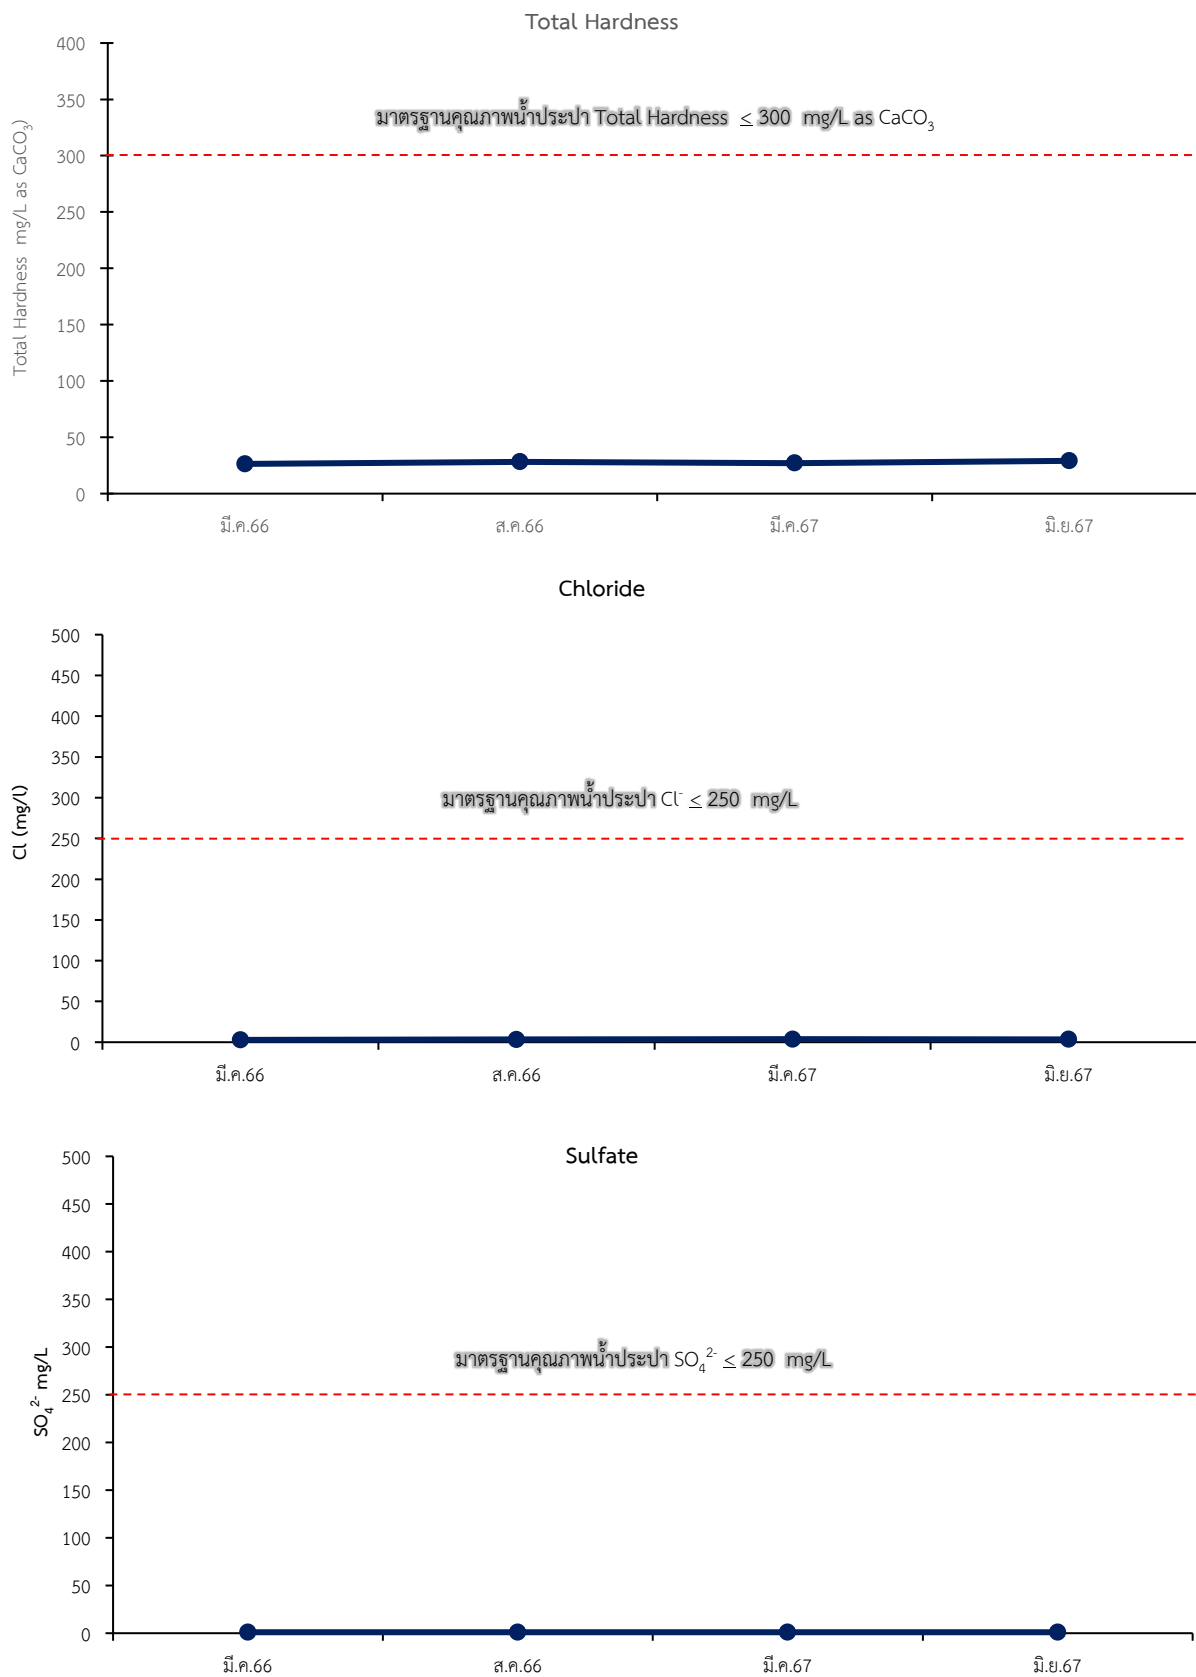 Total Hardness
400
350
300
250
200
150
100
50
0
Total Hardness mg/L as CaCO₃)
มาตรฐานคุณภาพน้ำประปา Total Hardness ≤ 300 mg/L as CaCO₃
มี.ค.66 ส.ค.66 มี.ค.67 มิ.ย.67
Chloride
500
450
400
350
300
250
200
150
100
50
0
Cl (mg/l)
มาตรฐานคุณภาพน้ำประปา Cl⁻ ≤ 250 mg/L
มี.ค.66 ส.ค.66 มี.ค.67 มิ.ย.67
Sulfate
500
450
400
350
300
250
200
150
100
50
0
SO₄²⁻ mg/L
มาตรฐานคุณภาพน้ำประปา SO₄²⁻ ≤ 250 mg/L
มี.ค.66 ส.ค.66 มี.ค.67 มิ.ย.67